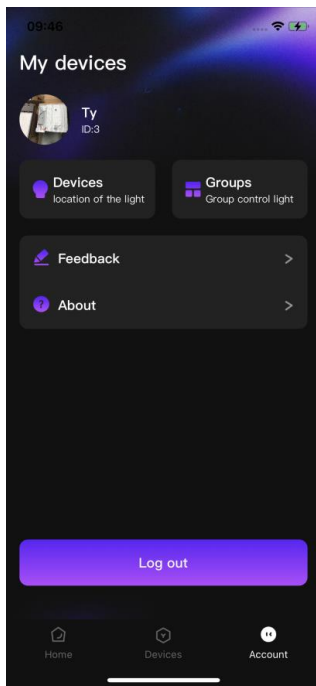 09:46
My devices
Ty
ID:3
Devices
location of the light
Groups
Group control light
Feedback
>
? About
>
Log out
Home
Devices
Account